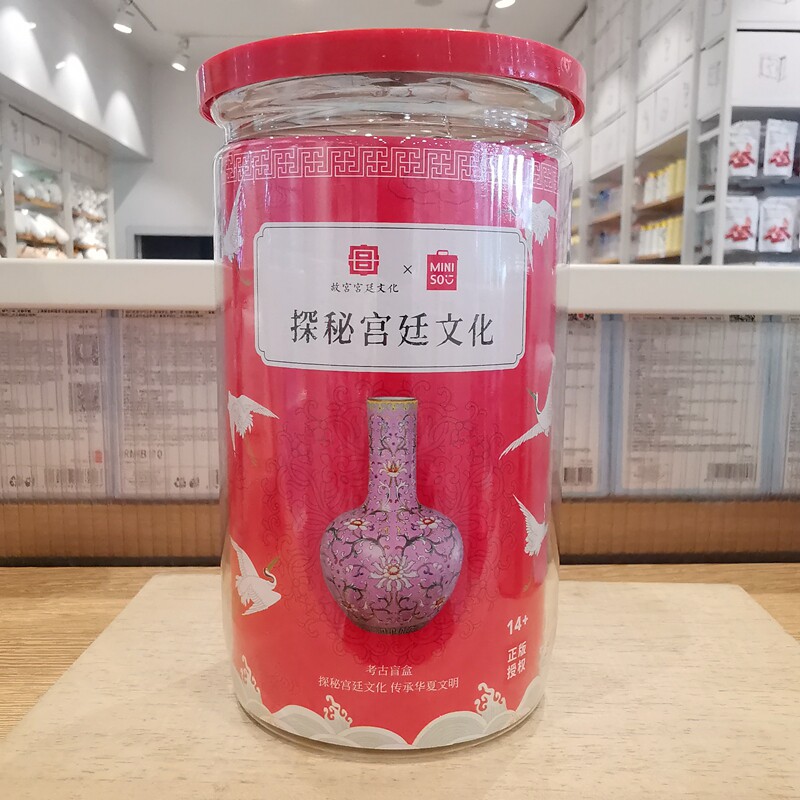 故宫宫廷文化
×
MINI
SO
探秘宫廷文化
14+
正版
授权
考古盲盒
探秘宫廷文化 传承华夏文明